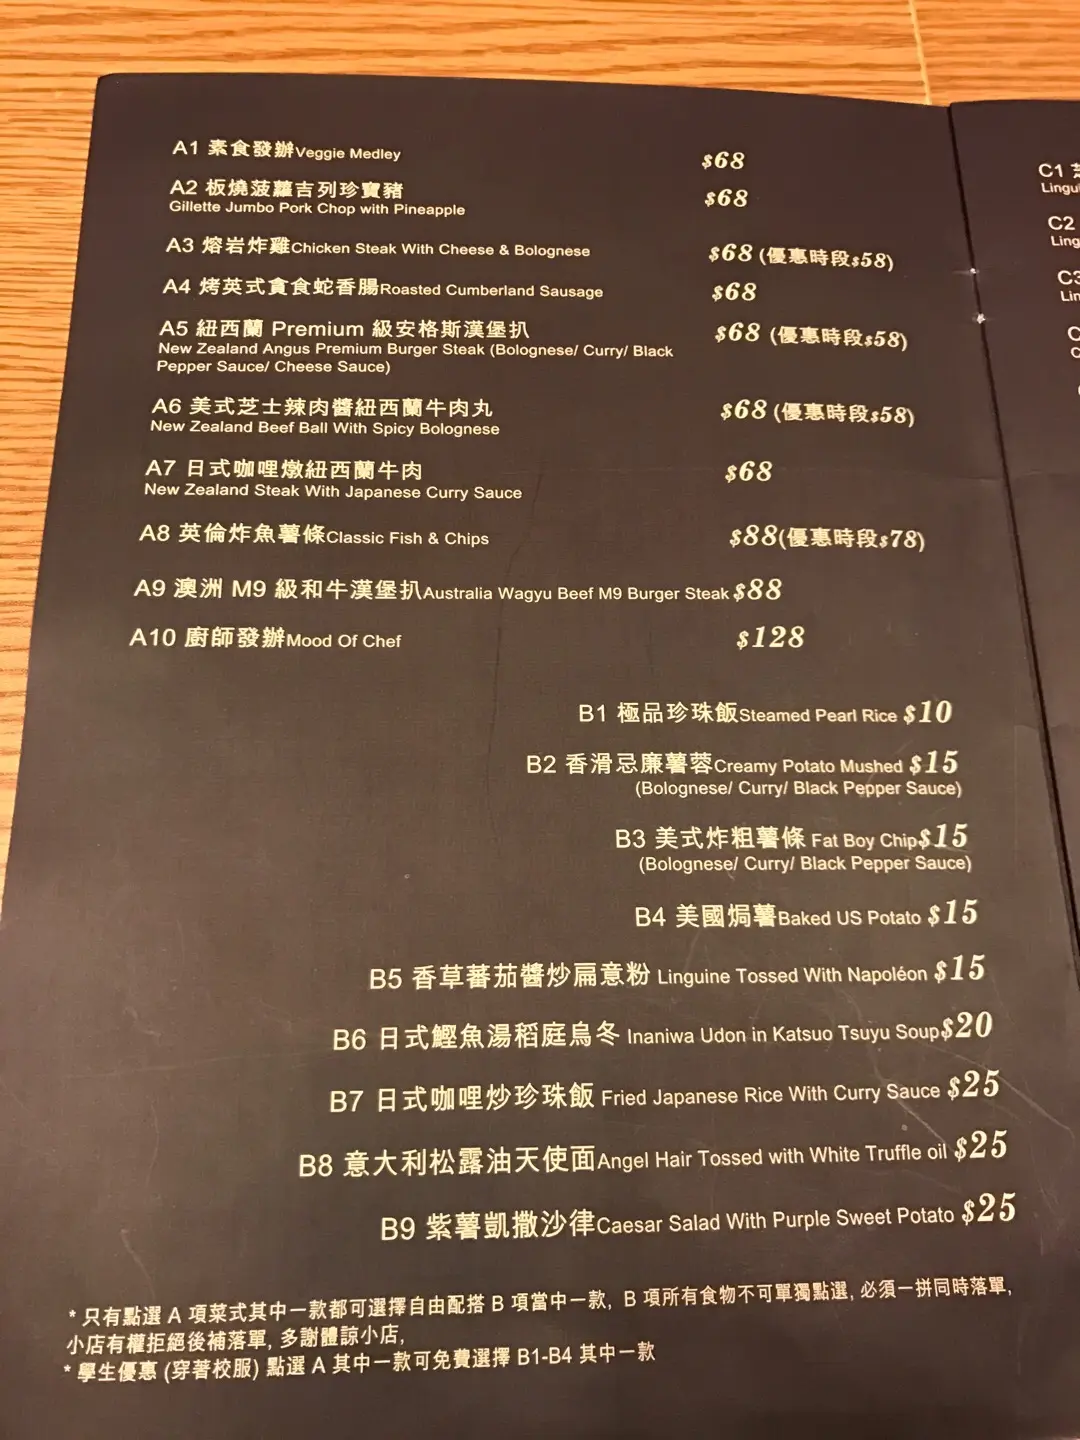 A1 素食發辦Veggie Medley $68
A2 板燒菠蘿吉列珍寶豬 $68
Gillette Jumbo Pork Chop with Pineapple
A3 熔岩炸雞Chicken Steak With Cheese & Bolognese $68 (優惠時段$58)
A4 烤英式貪食蛇香腸Roasted Cumberland Sausage $68
A5 紐西蘭 Premium 級安格斯漢堡扒 $68 (優惠時段$58)
New Zealand Angus Premium Burger Steak (Bolognese/ Curry/ Black
Pepper Sauce/ Cheese Sauce)
A6 美式芝士辣肉醬紐西蘭牛肉丸 $68 (優惠時段$58)
New Zealand Beef Ball With Spicy Bolognese
A7 日式咖哩燉紐西蘭牛肉 $68
New Zealand Steak With Japanese Curry Sauce
A8 英倫炸魚薯條Classic Fish & Chips $88(優惠時段$78)
A9 澳洲 M9 級和牛漢堡扒Australia Wagyu Beef M9 Burger Steak $88
A10 廚師發辦Mood Of Chef $128
B1 極品珍珠飯Steamed Pearl Rice $10
B2 香滑忌廉薯蓉Creamy Potato Mushed $15
(Bolognese/ Curry/ Black Pepper Sauce)
B3 美式炸粗薯條 Fat Boy Chip$15
(Bolognese/ Curry/ Black Pepper Sauce)
B4 美國焗薯Baked US Potato $15
B5 香草蕃茄醬炒扁意粉 Linguine Tossed With Napoléon $15
B6 日式鰹魚湯稻庭烏冬 Inaniwa Udon in Katsuo Tsuyu Soup$20
B7 日式咖哩炒珍珠飯 Fried Japanese Rice With Curry Sauce $25
B8 意大利松露油天使面Angel Hair Tossed with White Truffle oil $25
B9 紫薯凱撒沙律Caesar Salad With Purple Sweet Potato $25
* 只有點選 A 項菜式其中一款都可選擇自由配搭 B 項當中一款, B 項所有食物不可單獨點選, 必須一拼同時落單,
小店有權拒絕後補落單, 多謝體諒小店,
* 學生優惠 (穿著校服) 點選 A 其中一款可免費選擇 B1-B4 其中一款
C1
C2
C3